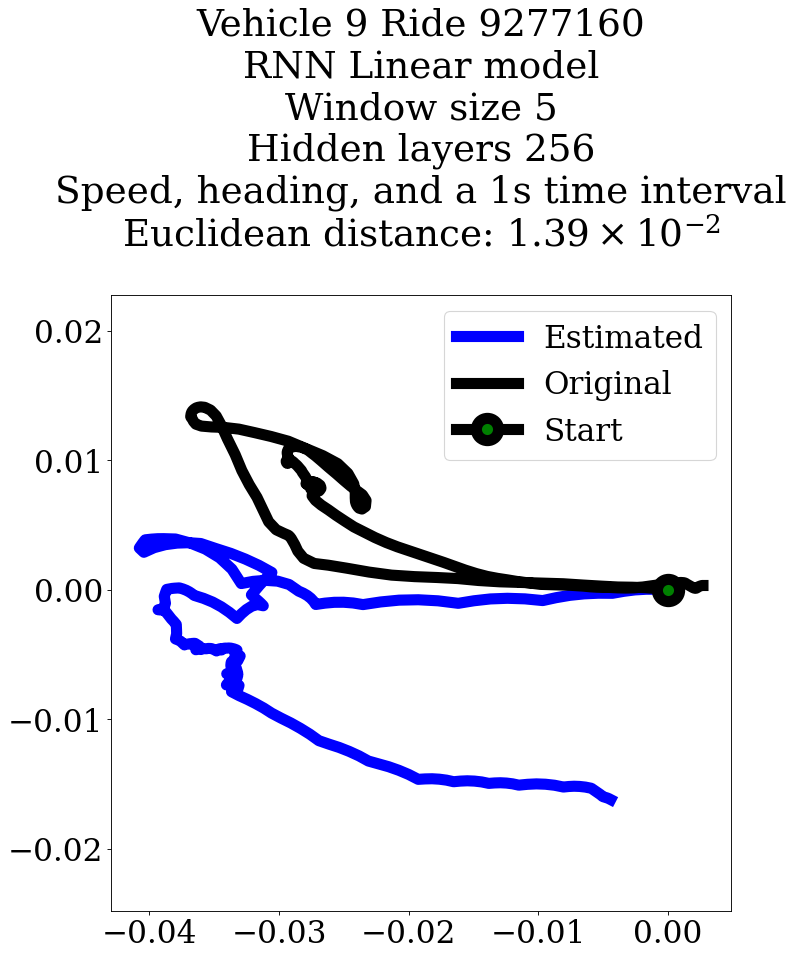 Vehicle 9 Ride 9277160
RNN Linear model
Window size 5
Hidden layers 256
Speed, heading, and a 1s time interval
Euclidean distance: 1.39 × 10⁻²
Estimated
Original
Start
0.02
0.01
0.00
−0.01
−0.02
−0.04
−0.03
−0.02
−0.01
0.00